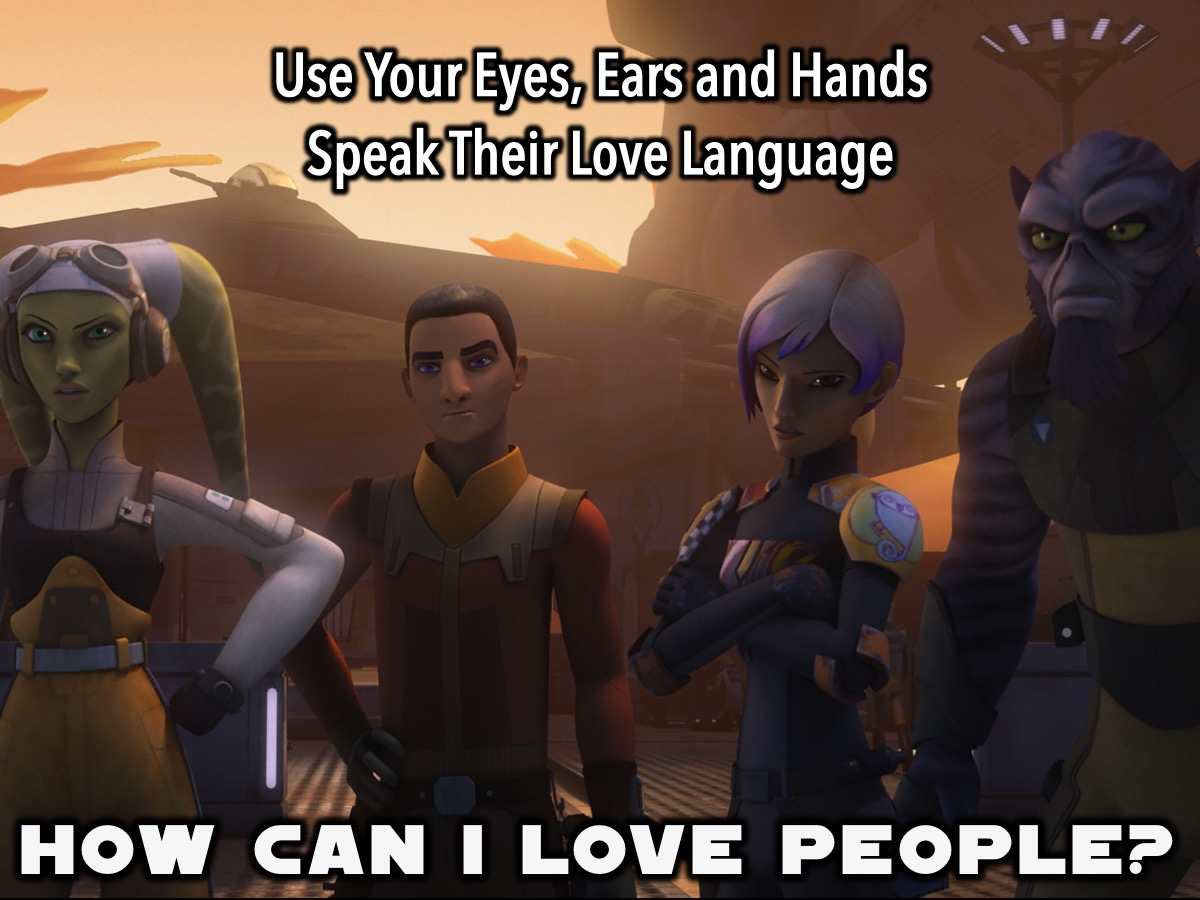 Use Your Eyes, Ears and Hands
Speak Their Love Language
HOW CAN I LOVE PEOPLE?